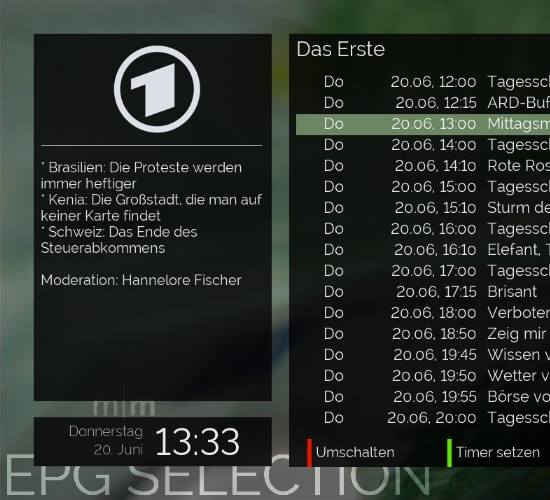 * Brasilien: Die Proteste werden
immer heftiger
* Kenia: Die Großstadt, die man auf
keiner Karte findet
* Schweiz: Das Ende des
Steuerabkommens
Moderation: Hannelore Fischer
Donnerstag
20. Juni
13:33
Das Erste
Do 20.06, 12:00 Tagessch
Do 20.06, 12:15 ARD-Buf
Do 20.06, 13:00 Mittagsm
Do 20.06, 14:00 Tagessch
Do 20.06, 14:10 Rote Ros
Do 20.06, 15:00 Tagessch
Do 20.06, 15:10 Sturm de
Do 20.06, 16:00 Tagessch
Do 20.06, 16:10 Elefant, T
Do 20.06, 17:00 Tagessch
Do 20.06, 17:15 Brisant
Do 20.06, 18:00 Verboten
Do 20.06, 18:50 Zeig mir
Do 20.06, 19:45 Wissen v
Do 20.06, 19:50 Wetter v
Do 20.06, 19:55 Börse vo
Do 20.06, 20:00 Tagessch
Umschalten
Timer setzen
EPG SELECTION